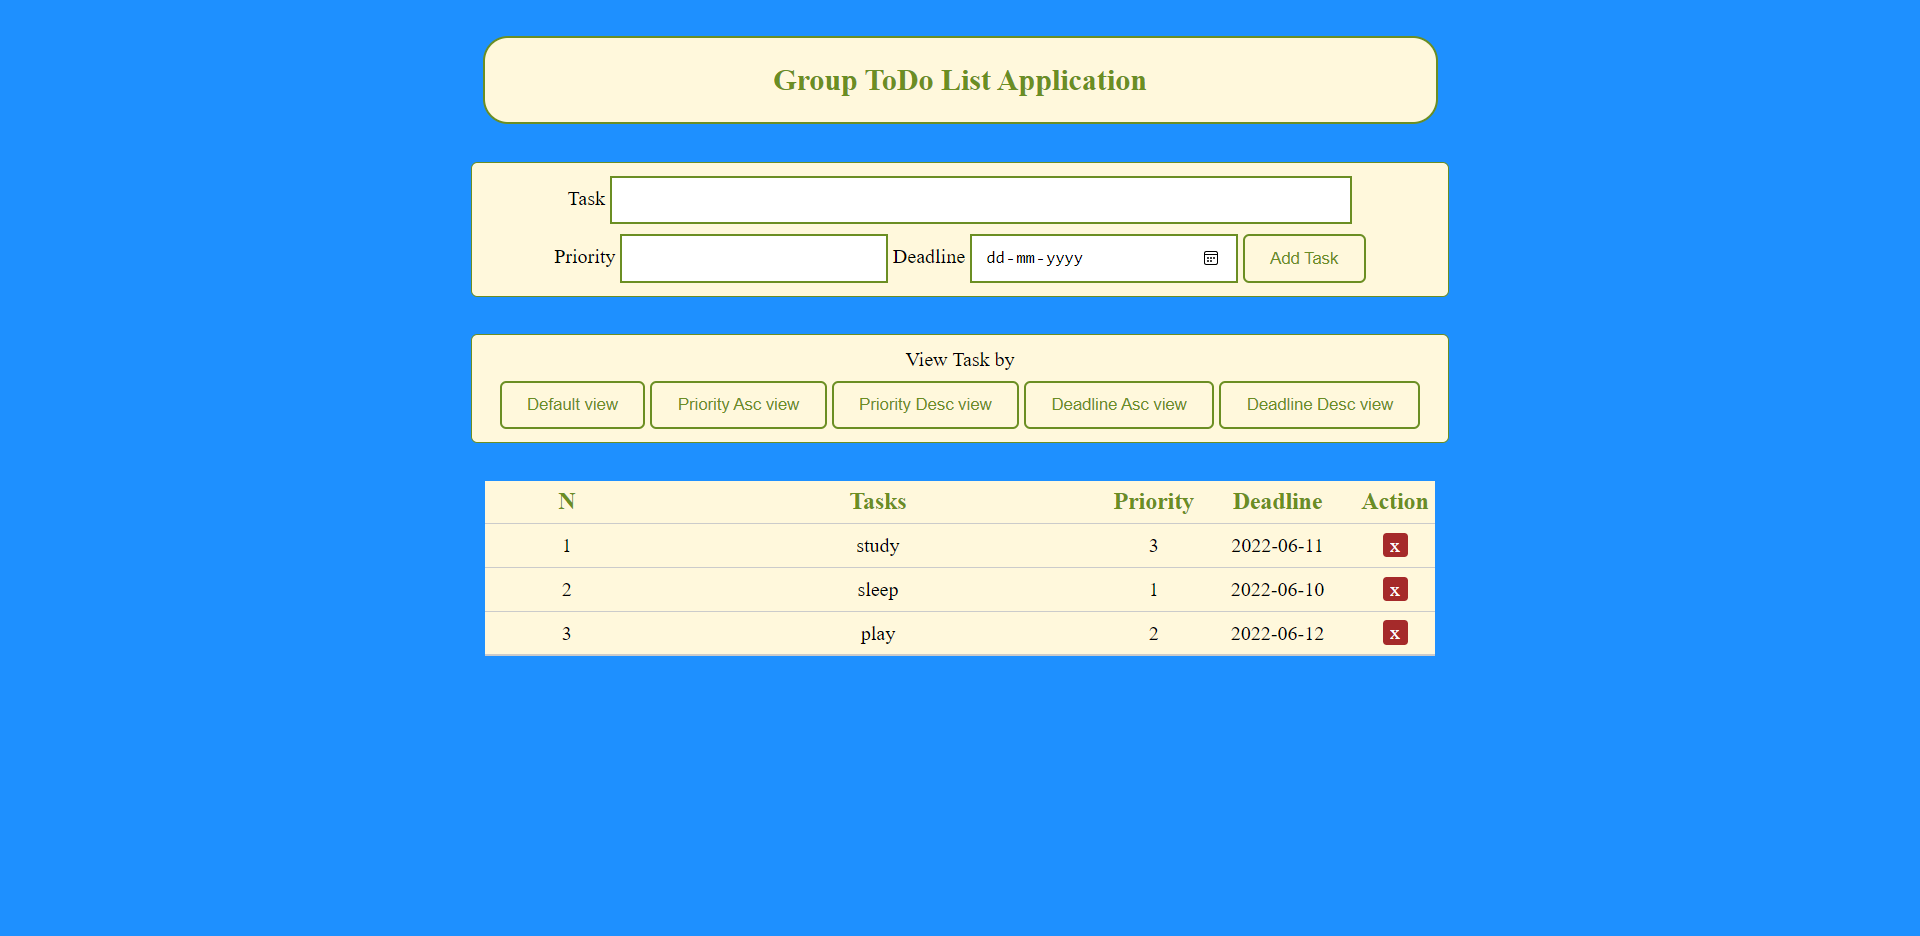 Group ToDo List Application
Task
Priority Deadline dd-mm-yyyy Add Task
View Task by
Default view Priority Asc view Priority Desc view Deadline Asc view Deadline Desc view
N Tasks Priority Deadline Action
1 study 3 2022-06-11 x
2 sleep 1 2022-06-10 x
3 play 2 2022-06-12 x